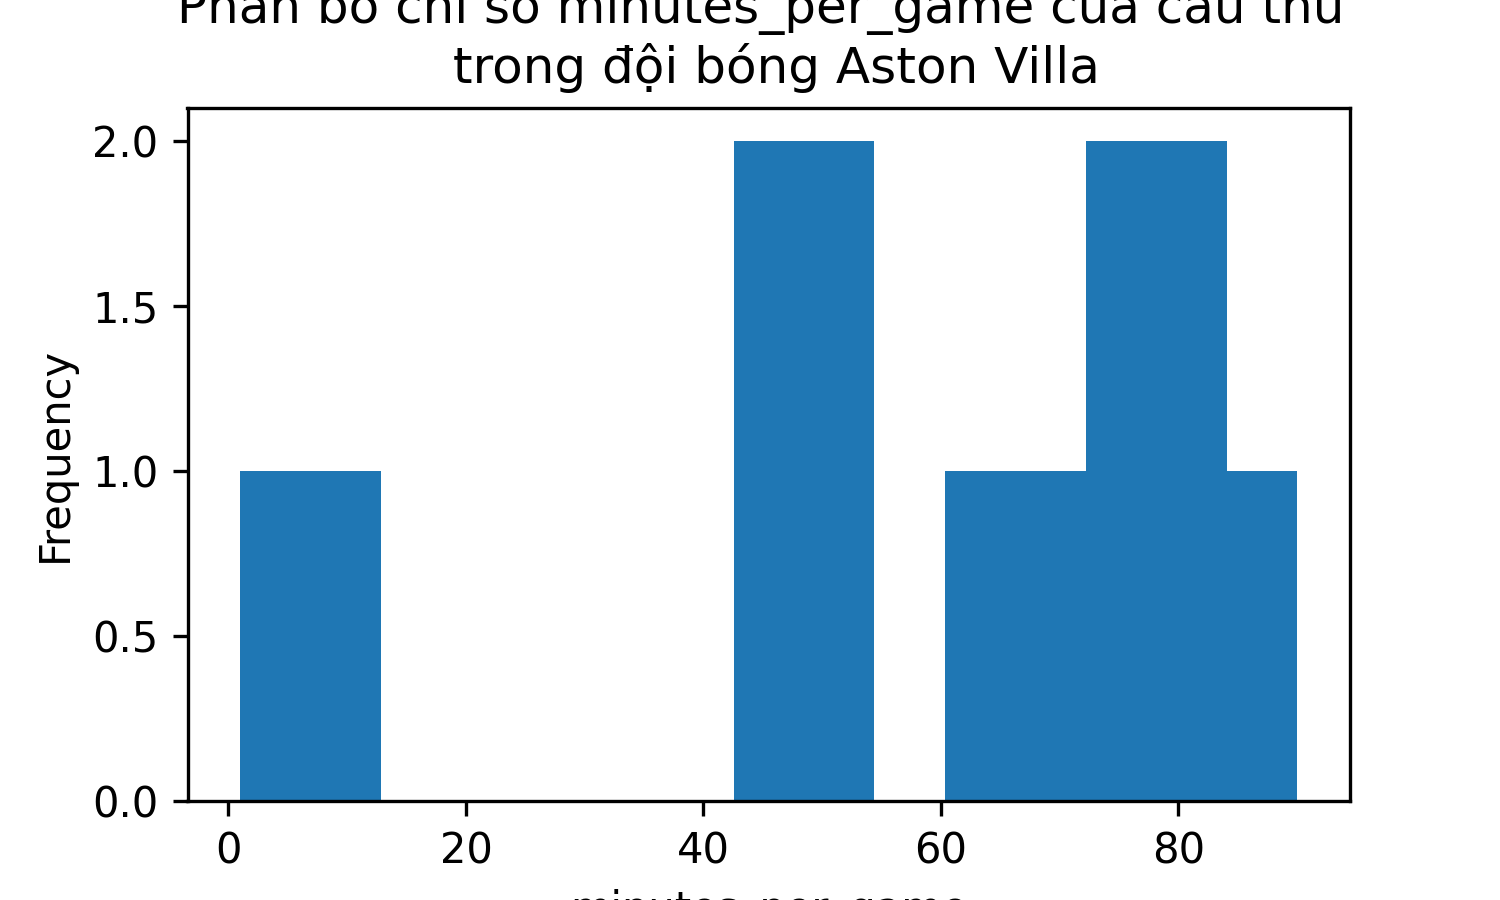 Phân bố chỉ số minutes_per_game của cầu thủ
trong đội bóng Aston Villa
2.0
1.5
1.0
0.5
0.0
Frequency
0 20 40 60 80
minutes_per_game